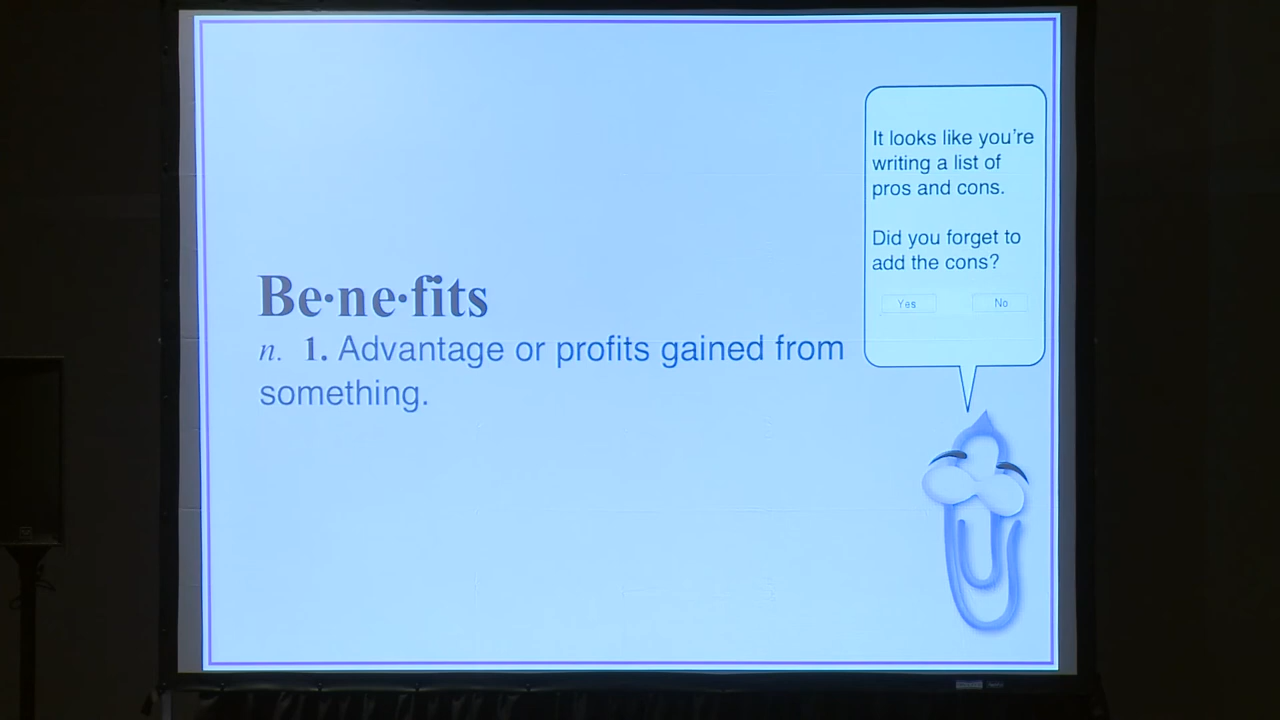 Be·ne·fits
n. 1. Advantage or profits gained from
something.
It looks like you're
writing a list of
pros and cons.
Did you forget to
add the cons?
Yes No